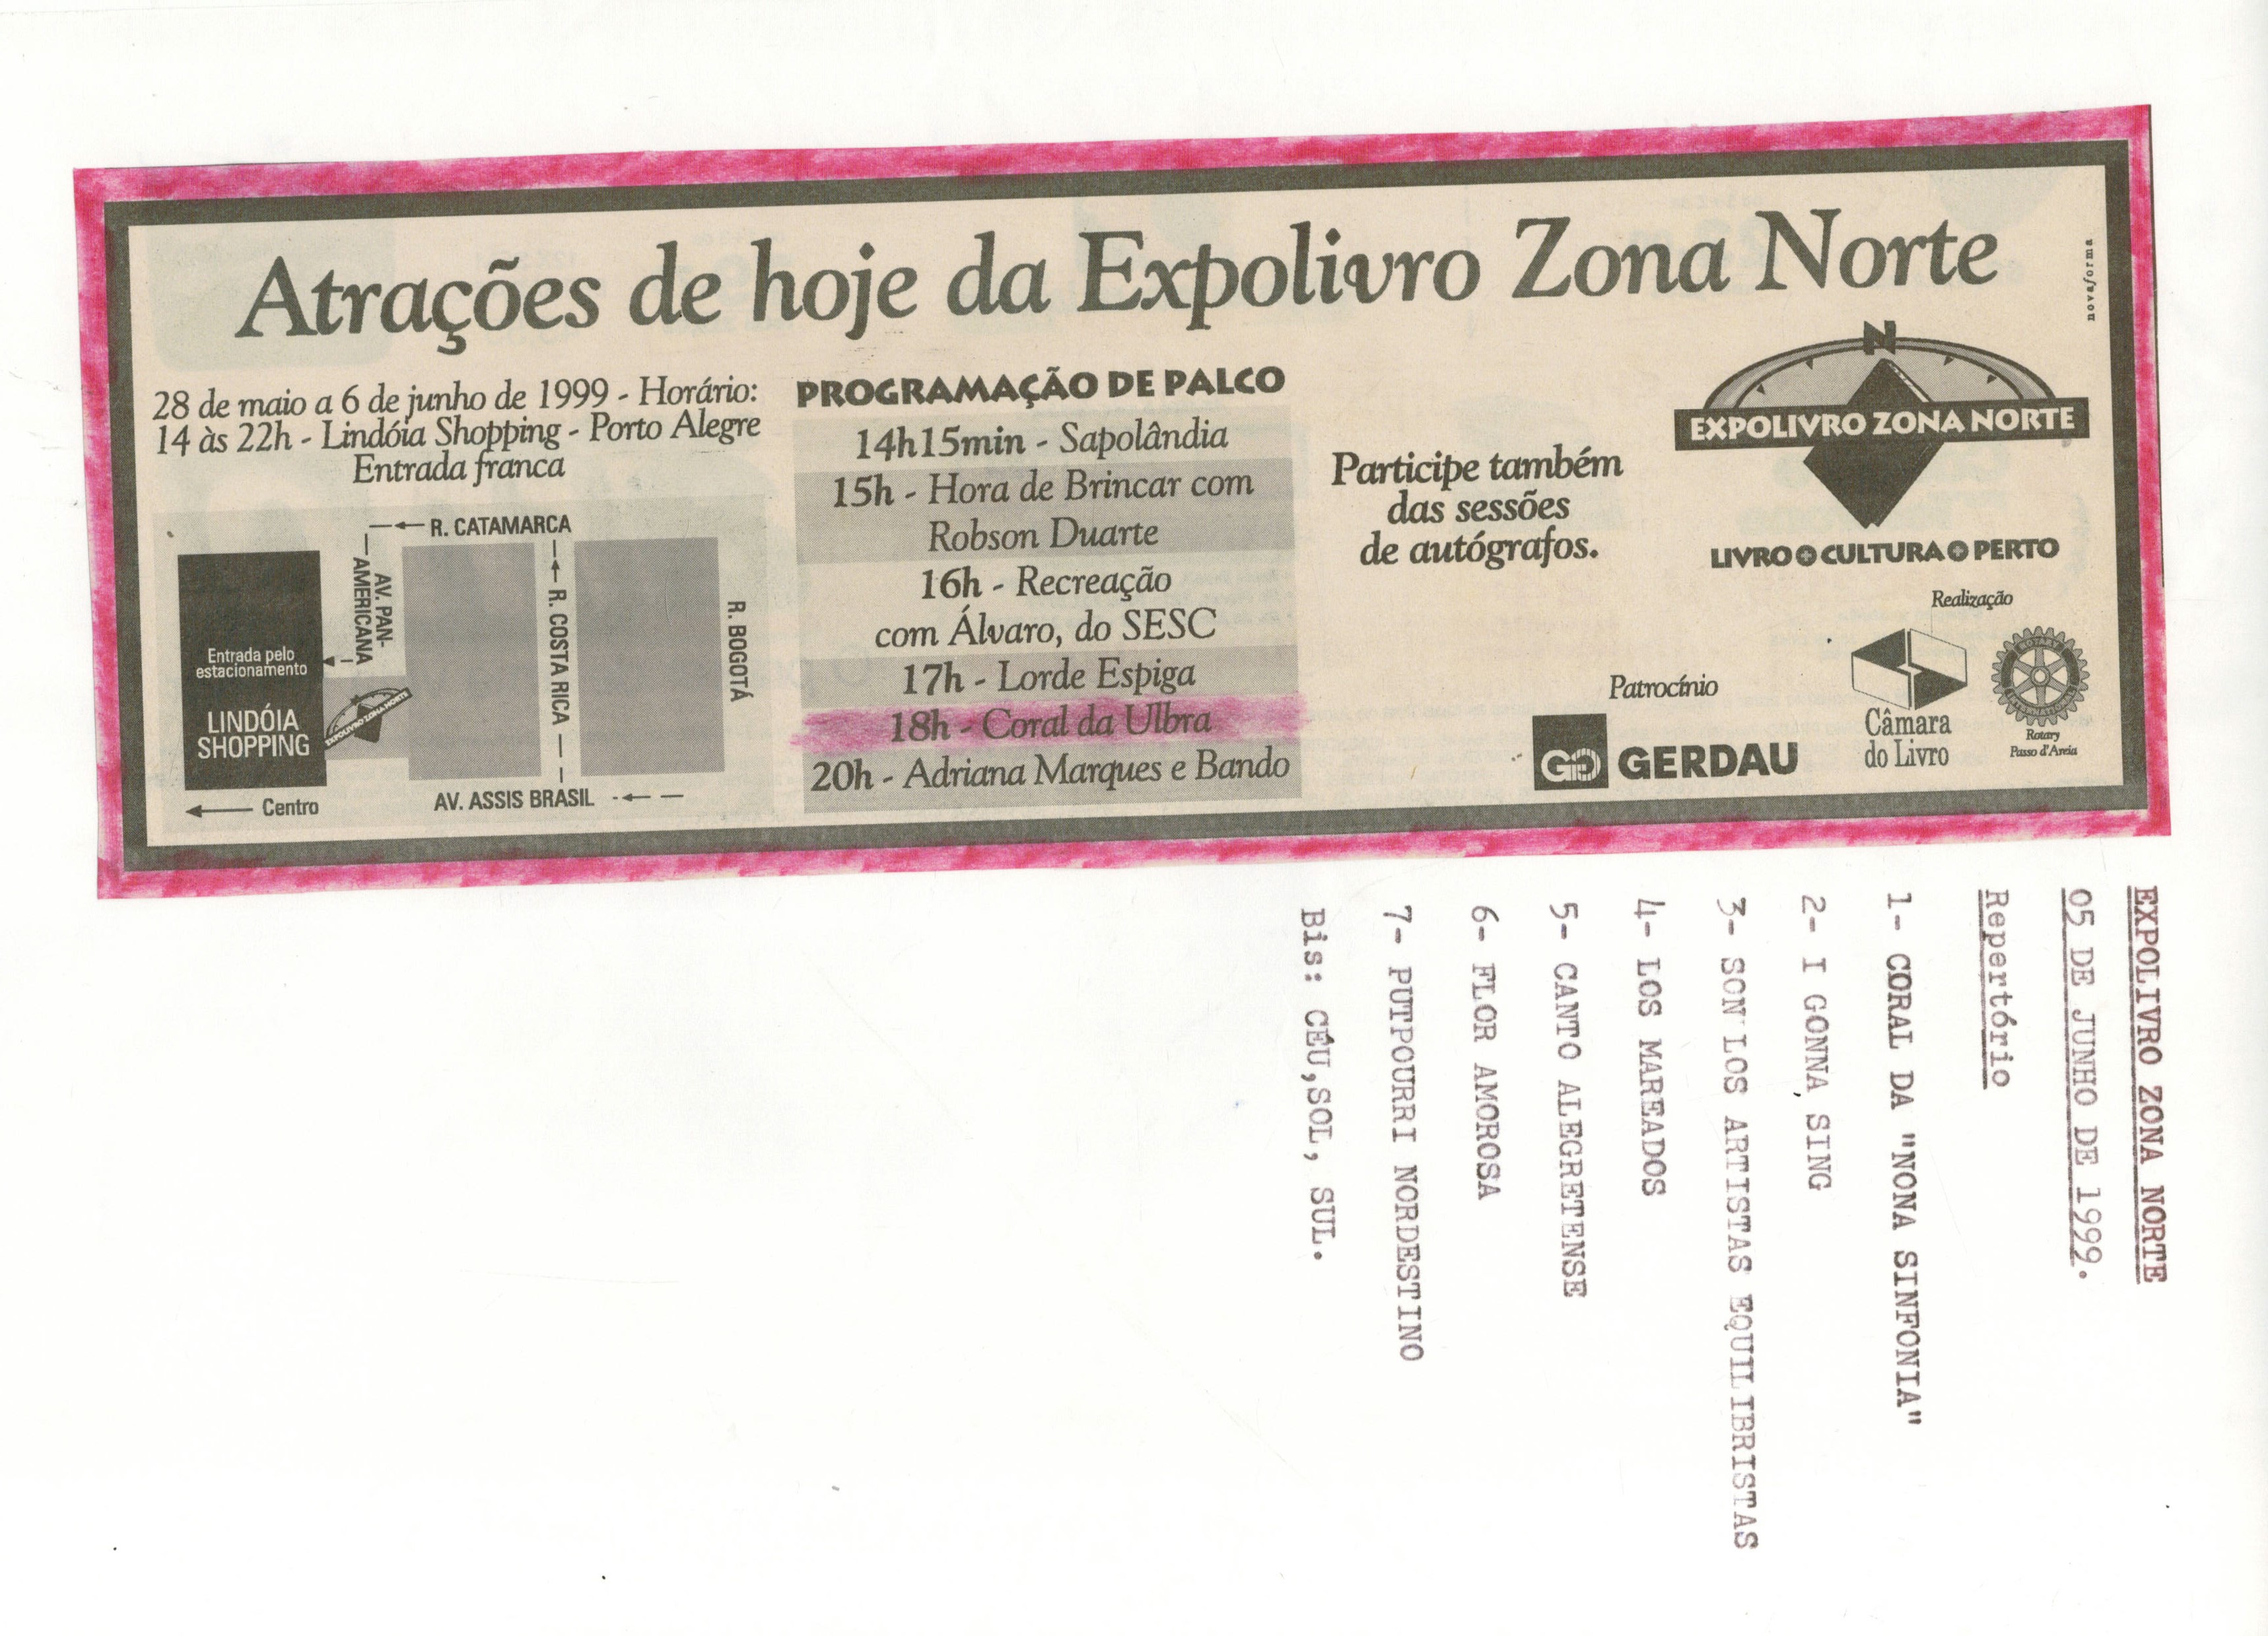 Atrações de hoje da Expolivro Zona Norte
novaforma
28 de maio a 6 de junho de 1999 - Horário:
14 às 22h - Lindóia Shopping - Porto Alegre
Entrada franca
R. CATAMARCA
AV. PAN-
AMERICANA
R. COSTA RICA
R. BOGOTÁ
Entrada pelo
estacionamento
LINDÓIA
SHOPPING
EXPOLIVRO ZONA NORTE
Centro
AV. ASSIS BRASIL
PROGRAMAÇÃO DE PALCO
14h15min - Sapolândia
15h - Hora de Brincar com
Robson Duarte
16h - Recreação
com Álvaro, do SESC
17h - Lorde Espiga
18h - Coral da Ulbra
20h - Adriana Marques e Bando
Participe também
das sessões
de autógrafos.
N
EXPOLIVRO ZONA NORTE
LIVRO CULTURA PERTO
Patrocínio
GERDAU
Realização
Câmara
do Livro
ROTARY
INTERNATIONAL
Rotary
Passo d'Areia
EXPOLIVRO ZONA NORTE
05 DE JUNHO DE 1999.
Repertório
1- CORAL DA "NONA SINFONIA"
2- I GONNA, SING
3- SON LOS ARTISTAS EQUILIBRISTAS
4- LOS MAREADOS
5- CANTO ALEGRETENSE
6- FLOR AMOROSA
7- PUTPOURRI NORDESTINO
Bis: CÉU,SOL, SUL.